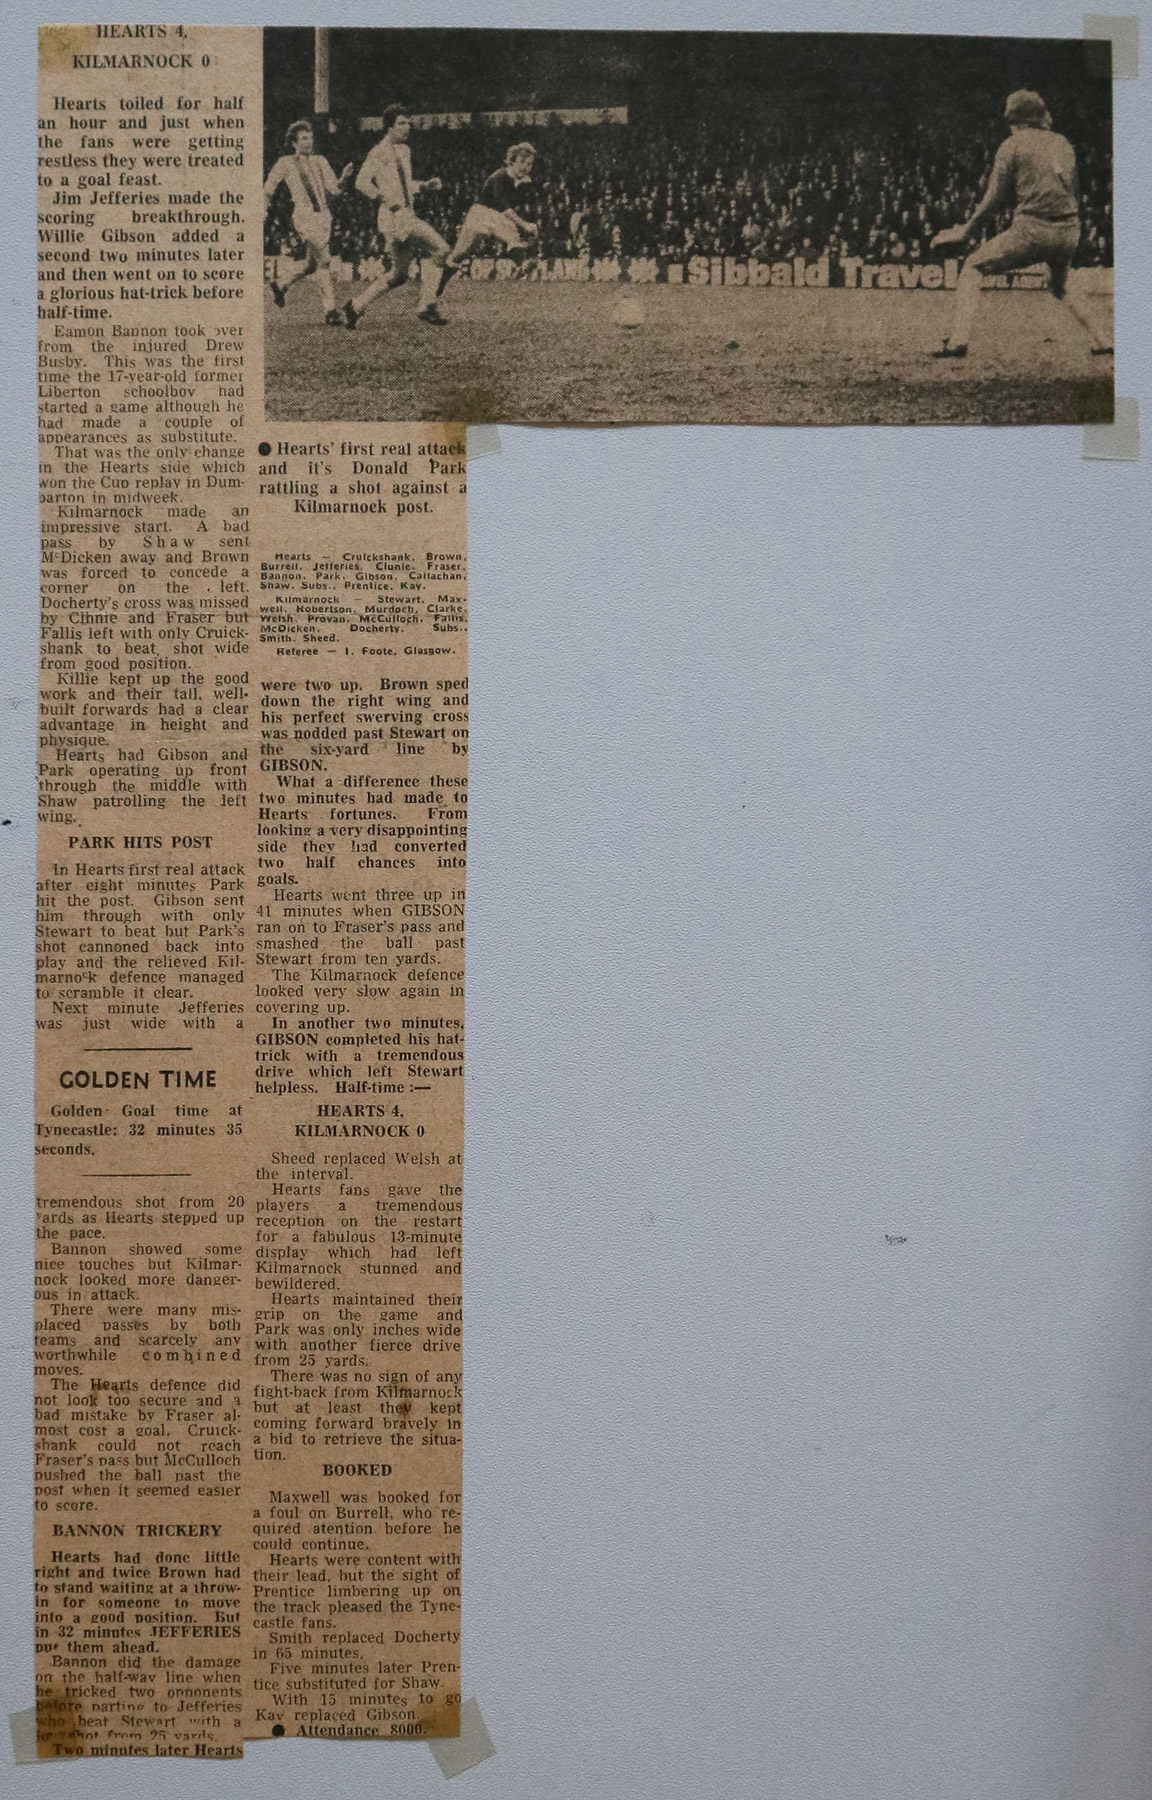 HEARTS 4,
KILMARNOCK 0
Hearts toiled for half
an hour and just when
the fans were getting
restless they were treated
to a goal feast.
Jim Jefferies made the
scoring breakthrough.
Willie Gibson added a
second two minutes later
and then went on to score
a glorious hat-trick before
half-time.
Eamon Bannon took over
from the injured Drew
Busby. This was the first
time the 17-year-old former
Liberton schoolboy had
started a game although he
had made a couple of
appearances as substitute.
That was the only change
in the Hearts side which
won the Cup replay in Dum-
barton in midweek.
Kilmarnock made an
impressive start. A bad
pass by Shaw sent
McDicken away and Brown
was forced to concede a
corner on the left.
Docherty's cross was missed
by Clunie and Fraser but
Fallis left with only Cruick-
shank to beat, shot wide
from good position.
Killie kept up the good
work and their tall, well-
built forwards had a clear
advantage in height and
physique.
Hearts had Gibson and
Park operating up front
through the middle with
Shaw patrolling the left
wing.
PARK HITS POST
In Hearts first real attack
after eight minutes Park
hit the post. Gibson sent
him through with only
Stewart to beat but Park's
shot cannoned back into
play and the relieved Kil-
marnock defence managed
to scramble it clear.
Next minute Jefferies
was just wide with a
GOLDEN TIME
Golden Goal time at
Tynecastle: 32 minutes 35
seconds.
tremendous shot from 20
yards as Hearts stepped up
the pace.
Bannon showed some
nice touches but Kilmar-
nock looked more danger-
ous in attack.
There were many mis-
placed passes by both
teams and scarcely any
worthwhile combined
moves.
The Hearts defence did
not look too secure and a
bad mistake by Fraser al-
most cost a goal. Cruick-
shank could not reach
Fraser's pass but McCulloch
pushed the ball past the
post when it seemed easier
to score.
BANNON TRICKERY
Hearts had done little
right and twice Brown had
to stand waiting at a throw-
in for someone to move
into a good position. But
in 32 minutes JEFFERIES
put them ahead.
Bannon did the damage
on the half-way line when
he tricked two opponents
before parting to Jefferies
who beat Stewart with a
low shot from 25 yards.
Two minutes later Hearts
Sibbald Travel
● Hearts' first real attack
and it's Donald Park
rattling a shot against a
Kilmarnock post.
Hearts — Cruickshank, Brown,
Burrell, Jefferies, Clunie, Fraser,
Bannon, Park, Gibson, Callachan,
Shaw. Subs., Prentice, Kay.
Kilmarnock — Stewart, Max-
well, Robertson, Murdoch, Clarke,
Welsh, Provan, McCulloch, Fallis,
McDicken, Docherty. Subs.,
Smith, Sheed.
Referee — I. Foote, Glasgow.
were two up. Brown sped
down the right wing and
his perfect swerving cross
was nodded past Stewart on
the six-yard line by
GIBSON.
What a difference these
two minutes had made to
Hearts fortunes. From
looking a very disappointing
side they had converted
two half chances into
goals.
Hearts went three up in
41 minutes when GIBSON
ran on to Fraser's pass and
smashed the ball past
Stewart from ten yards.
The Kilmarnock defence
looked very slow again in
covering up.
In another two minutes,
GIBSON completed his hat-
trick with a tremendous
drive which left Stewart
helpless. Half-time :—
HEARTS 4,
KILMARNOCK 0
Sheed replaced Welsh at
the interval.
Hearts fans gave the
players a tremendous
reception on the restart
for a fabulous 13-minute
display which had left
Kilmarnock stunned and
bewildered.
Hearts maintained their
grip on the game and
Park was only inches wide
with another fierce drive
from 25 yards.
There was no sign of any
fight-back from Kilmarnock
but at least they kept
coming forward bravely in
a bid to retrieve the situa-
tion.
BOOKED
Maxwell was booked for
a foul on Burrell, who re-
quired atention before he
could continue.
Hearts were content with
their lead, but the sight of
Prentice limbering up on
the track pleased the Tyne-
castle fans.
Smith replaced Docherty
in 65 minutes.
Five minutes later Pren-
tice substituted for Shaw.
With 15 minutes to go
Kay replaced Gibson.
● Attendance 8000.